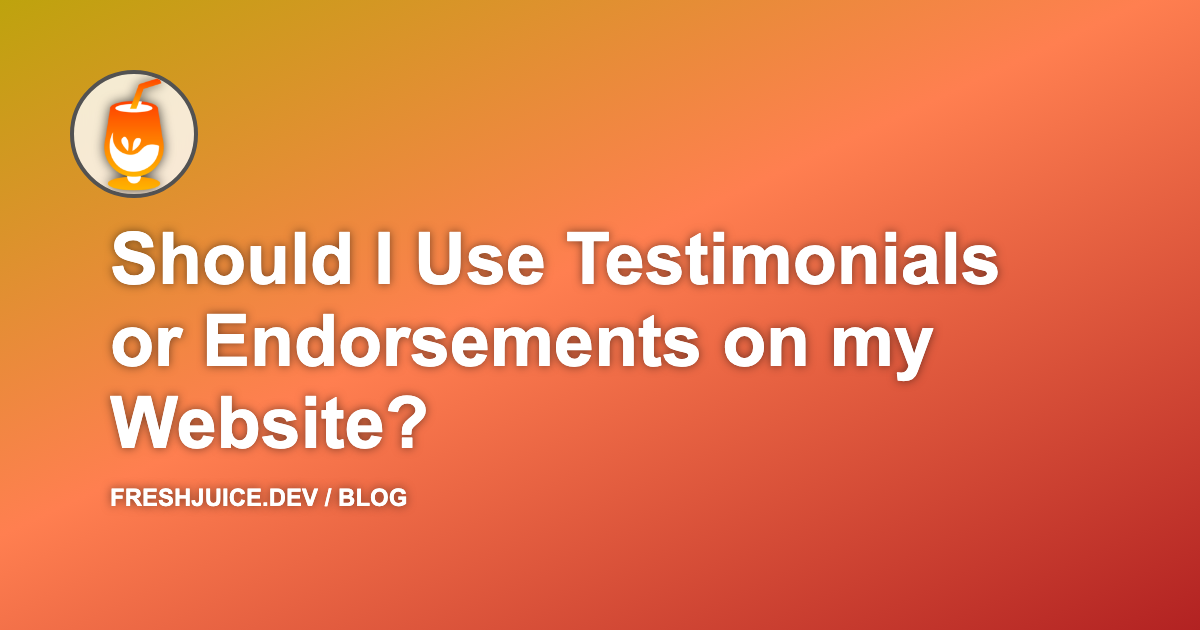 Should I Use Testimonials
or Endorsements on my
Website?
FRESHJUICE.DEV / BLOG